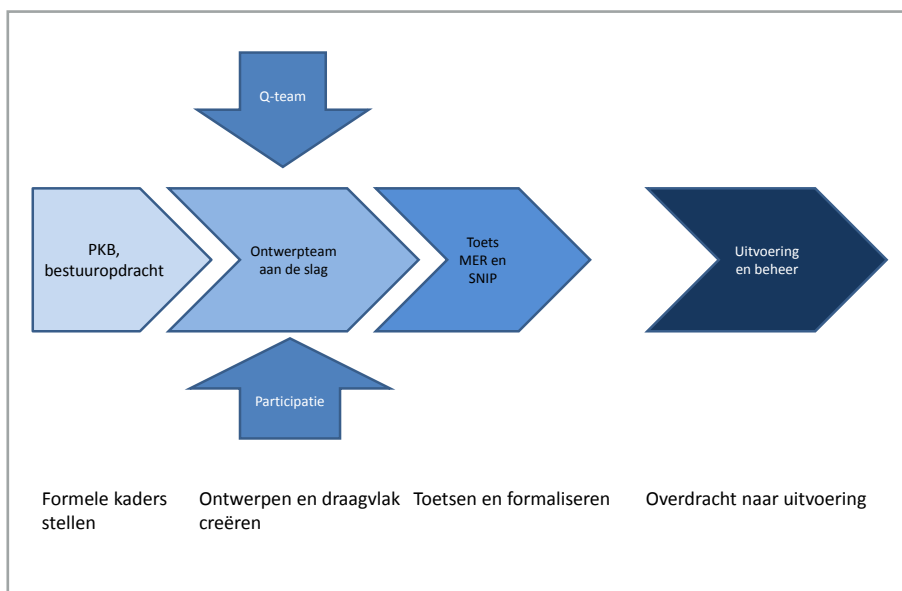 Q-team
PKB,
bestuuropdracht
Ontwerpteam
aan de slag
Toets
MER en
SNIP
Uitvoering
en beheer
Participatie
Formele kaders
stellen
Ontwerpen en draagvlak
creëren
Toetsen en formaliseren
Overdracht naar uitvoering